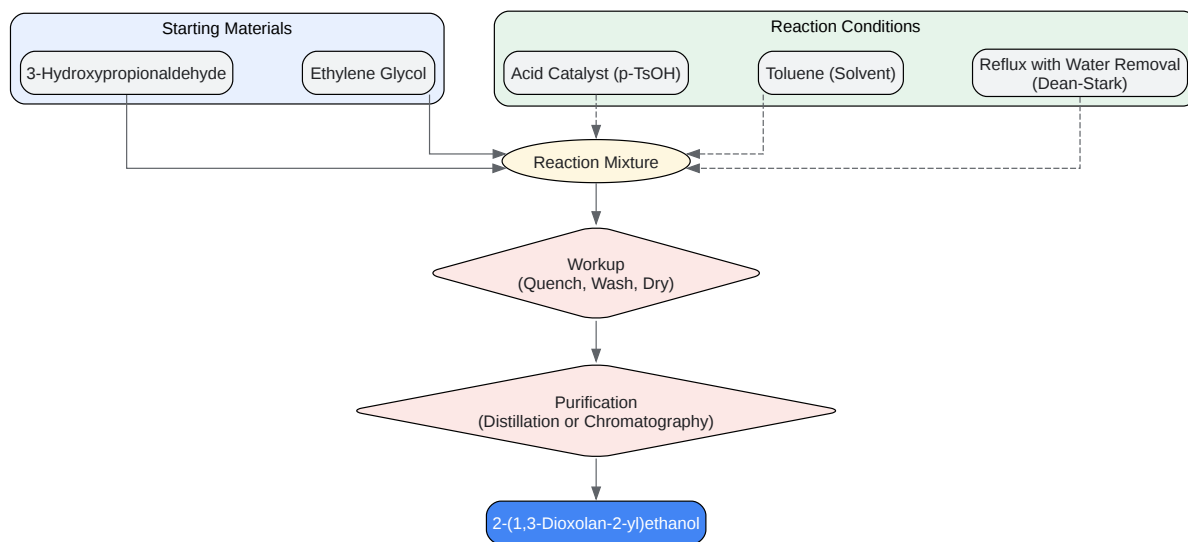 Starting Materials
Reaction Conditions
3-Hydroxypropionaldehyde
Ethylene Glycol
Acid Catalyst (p-TsOH)
Toluene (Solvent)
Reflux with Water Removal
(Dean-Stark)
Reaction Mixture
Workup
(Quench, Wash, Dry)
Purification
(Distillation or Chromatography)
2-(1,3-Dioxolan-2-yl)ethanol